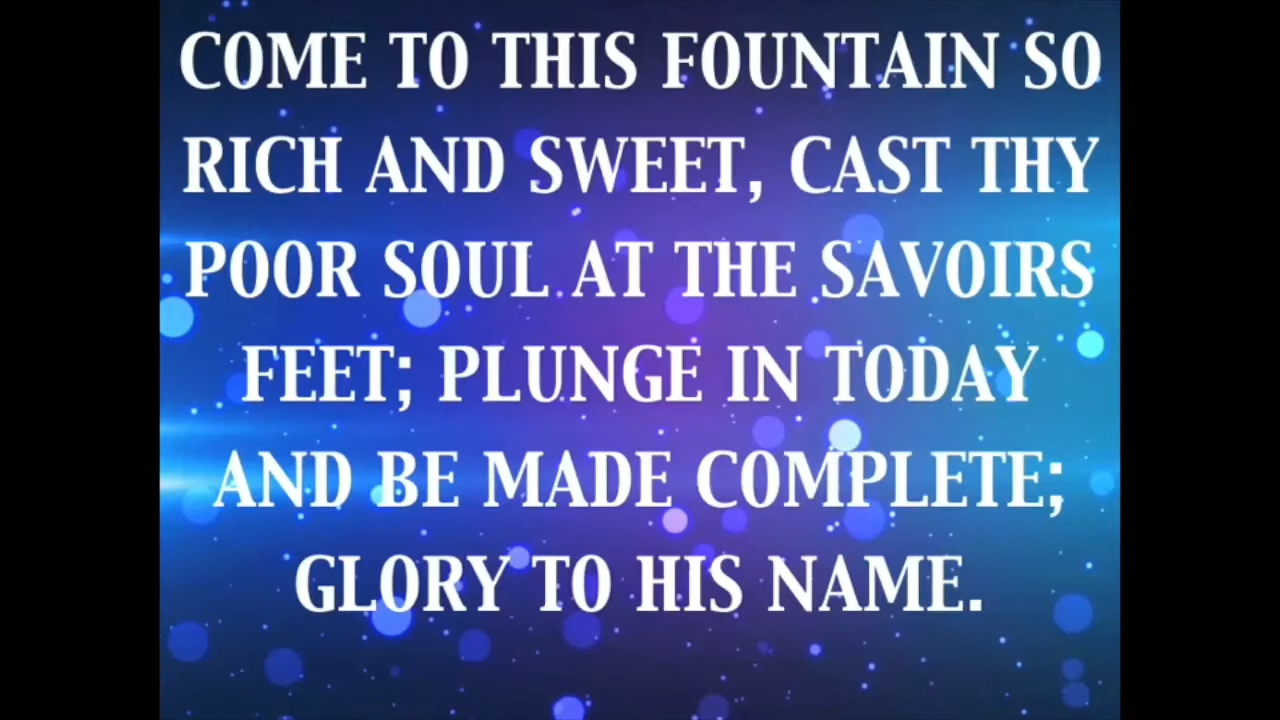 COME TO THIS FOUNTAIN SO
RICH AND SWEET, CAST THY
POOR SOUL AT THE SAVOIRS
FEET; PLUNGE IN TODAY
AND BE MADE COMPLETE;
GLORY TO HIS NAME.